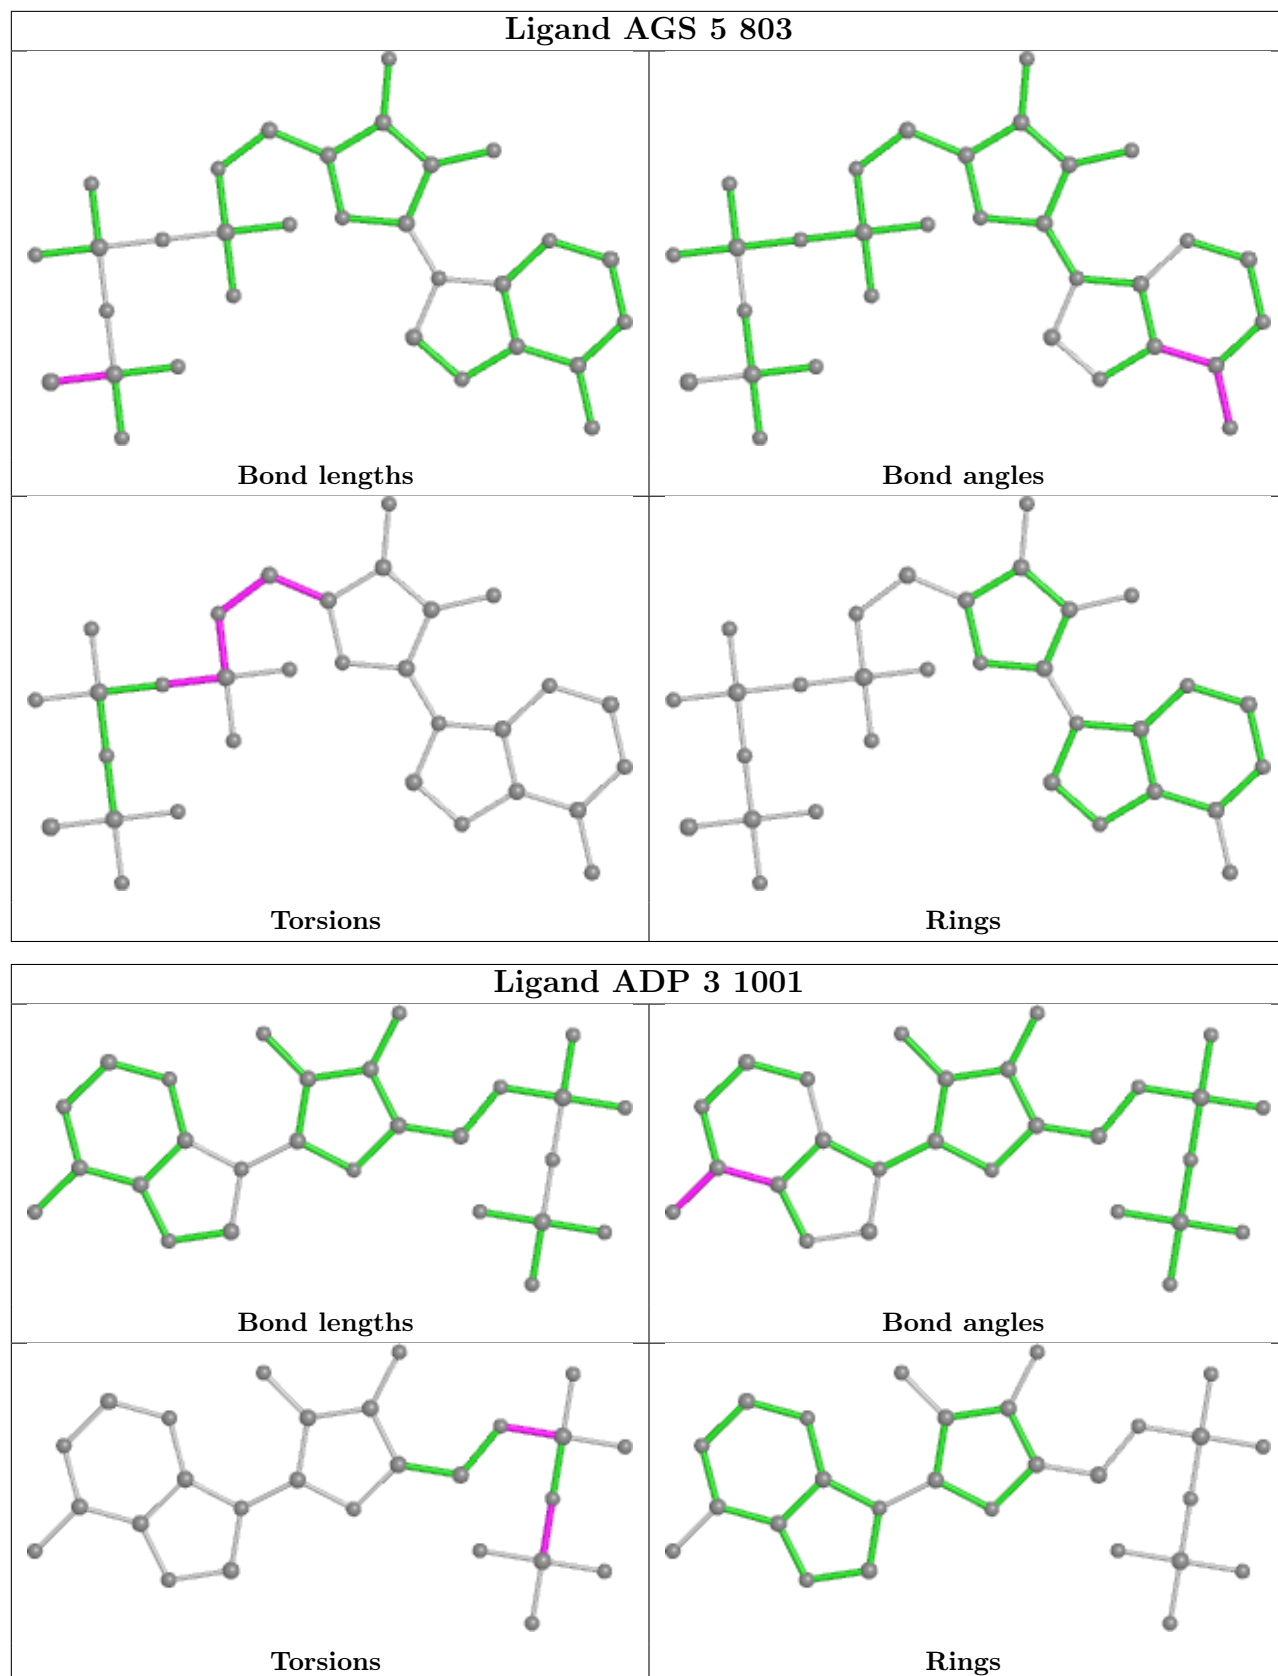 Ligand AGS 5 803
Bond lengths
Bond angles
Torsions
Rings
Ligand ADP 3 1001
Bond lengths
Bond angles
Torsions
Rings